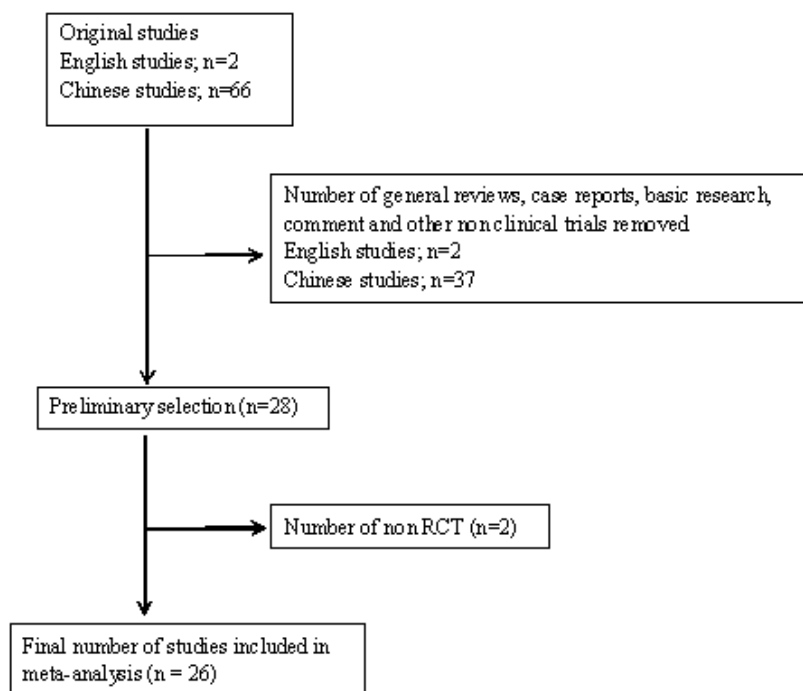 Original studies
English studies; n=2
Chinese studies; n=66
Number of general reviews, case reports, basic research,
comment and other non clinical trials removed
English studies; n=2
Chinese studies; n=37
Preliminary selection (n=28)
Number of non RCT (n=2)
Final number of studies included in
meta-analysis (n = 26)